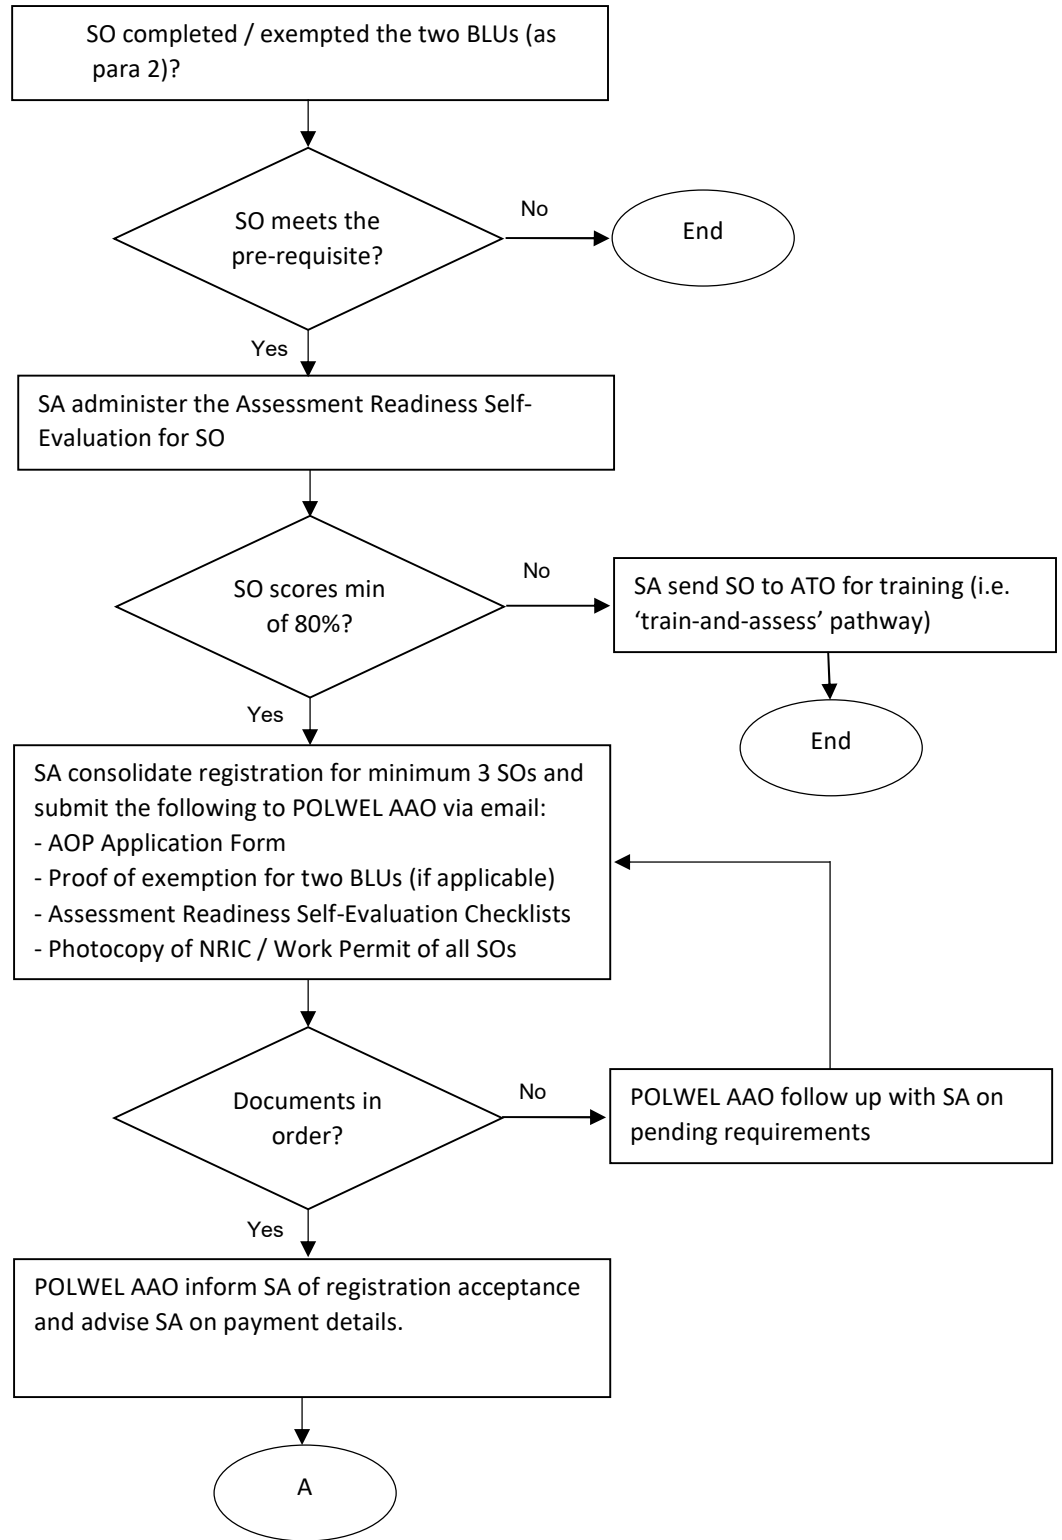 SO completed / exempted the two BLUs (as
para 2)?
SO meets the
pre-requisite?
No
End
Yes
SA administer the Assessment Readiness Self-
Evaluation for SO
SO scores min
of 80%?
No
SA send SO to ATO for training (i.e.
‘train-and-assess’ pathway)
End
Yes
SA consolidate registration for minimum 3 SOs and
submit the following to POLWEL AAO via email:
- AOP Application Form
- Proof of exemption for two BLUs (if applicable)
- Assessment Readiness Self-Evaluation Checklists
- Photocopy of NRIC / Work Permit of all SOs
Documents in
order?
No
POLWEL AAO follow up with SA on
pending requirements
Yes
POLWEL AAO inform SA of registration acceptance
and advise SA on payment details.
A